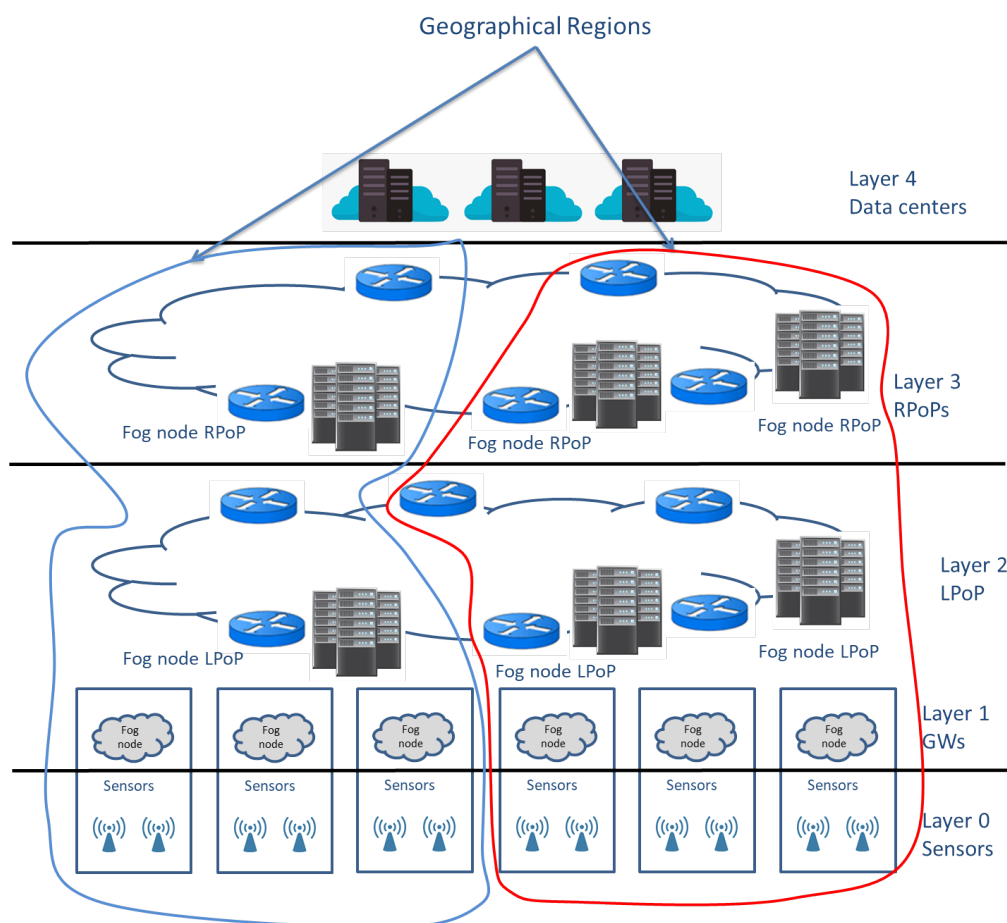 Geographical Regions
Layer 4
Data centers
Layer 3
RPoPs
Fog node RPoP
Fog node RPoP
Fog node RPoP
Layer 2
LPoP
Fog node LPoP
Fog node LPoP
Fog node LPoP
Layer 1
GWs
Fog
node
Fog
node
Fog
node
Fog
node
Fog
node
Fog
node
Sensors
Sensors
Sensors
Sensors
Sensors
Sensors
Layer 0
Sensors